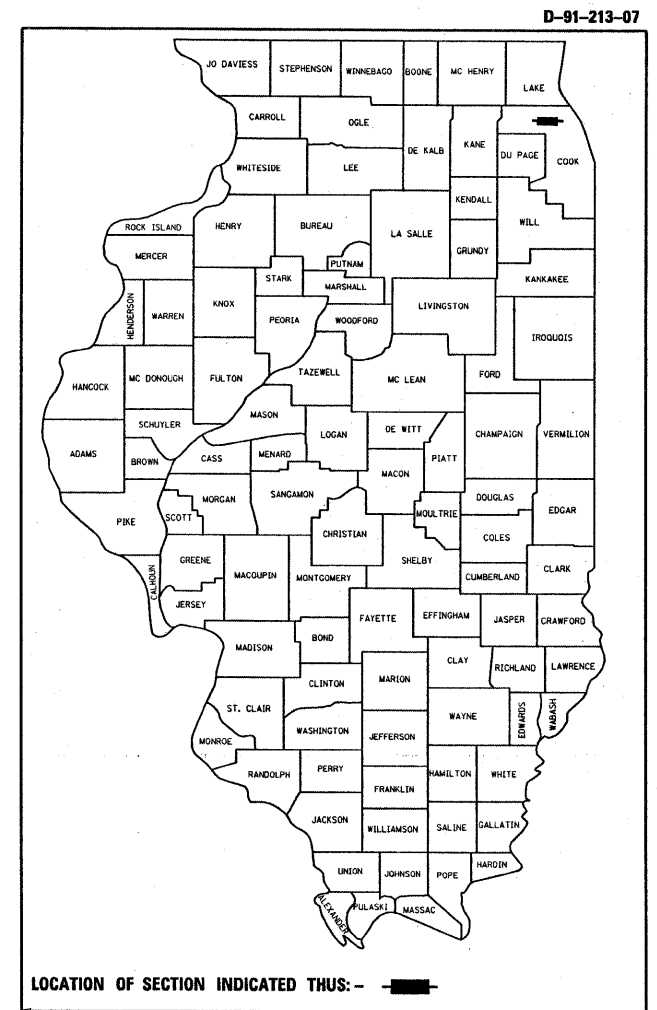 D-91-213-07
JO DAVIESS
STEPHENSON
WINNEBAGO
BOONE
MC HENRY
LAKE
CARROLL
OGLE
DE KALB
KANE
DU PAGE
COOK
WHITESIDE
LEE
KENDALL
WILL
ROCK ISLAND
HENRY
BUREAU
LA SALLE
GRUNDY
MERCER
PUTNAM
KANKAKEE
STARK
MARSHALL
HENDERSON
WARREN
KNOX
PEORIA
WOODFORD
LIVINGSTON
IROQUOIS
HANCOCK
MC DONOUGH
FULTON
TAZEWELL
MC LEAN
FORD
SCHUYLER
MASON
LOGAN
DE WITT
CHAMPAIGN
VERMILION
ADAMS
BROWN
CASS
MENARD
PIATT
MACON
PIKE
SCOTT
MORGAN
SANGAMON
DOUGLAS
MOULTRIE
EDGAR
CHRISTIAN
COLES
CALHOUN
GREENE
MACOUPIN
MONTGOMERY
SHELBY
CUMBERLAND
CLARK
JERSEY
FAYETTE
EFFINGHAM
JASPER
CRAWFORD
MADISON
BOND
CLAY
RICHLAND
LAWRENCE
CLINTON
MARION
ST. CLAIR
WAYNE
EDWARDS
WABASH
WASHINGTON
JEFFERSON
MONROE
RANDOLPH
PERRY
HAMILTON
WHITE
FRANKLIN
JACKSON
WILLIAMSON
SALINE
GALLATIN
UNION
JOHNSON
POPE
HARDIN
ALEXANDER
PULASKI
MASSAC
LOCATION OF SECTION INDICATED THUS: -